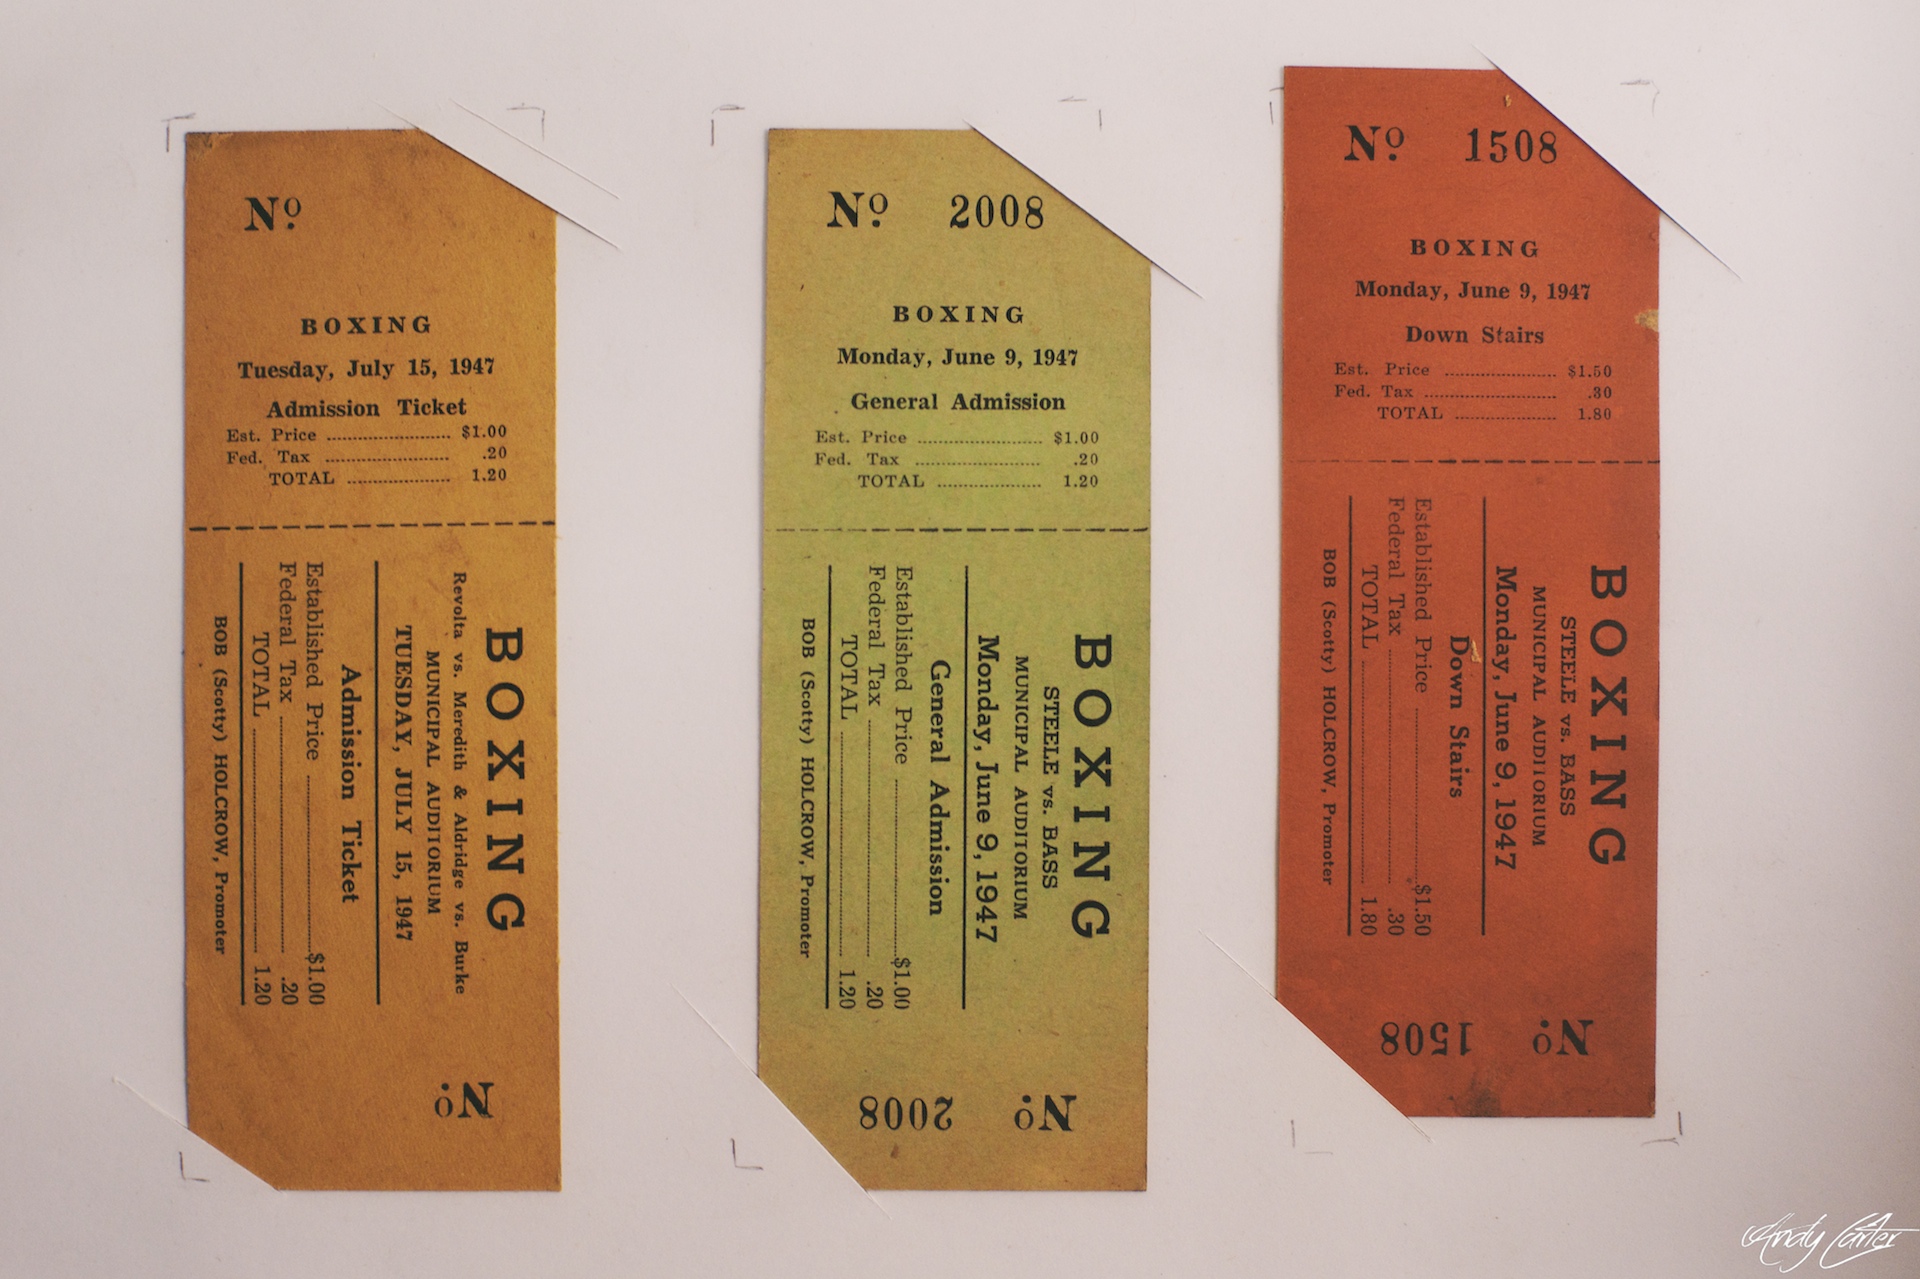 Nº
BOXING
Tuesday, July 15, 1947
Admission Ticket
Est. Price ........ $1.00
Fed. Tax ........ .20
TOTAL ........ 1.20
BOXING
Revolta vs. Meredith & Aldridge vs. Burke
MUNICIPAL AUDITORIUM
TUESDAY, JULY 15, 1947
Admission Ticket
Established Price ........ $1.00
Federal Tax ........ .20
TOTAL ........ 1.20
BOB (Scotty) HOLCROW, Promoter
Nº
Nº 2008
BOXING
Monday, June 9, 1947
General Admission
Est. Price ........ $1.00
Fed. Tax ........ .20
TOTAL ........ 1.20
BOXING
STEELE vs. BASS
MUNICIPAL AUDITORIUM
Monday, June 9, 1947
General Admission
Established Price ........ $1.00
Federal Tax ........ .20
TOTAL ........ 1.20
BOB (Scotty) HOLCROW, Promoter
Nº 2008
Nº 1508
BOXING
Monday, June 9, 1947
Down Stairs
Est. Price ........ $1.50
Fed. Tax ........ .30
TOTAL ........ 1.80
BOXING
STEELE vs. BASS
MUNICIPAL AUDITORIUM
Monday, June 9, 1947
Down Stairs
Established Price ........ $1.50
Federal Tax ........ .30
TOTAL ........ 1.80
BOB (Scotty) HOLCROW, Promoter
Nº 1508
Andy Carter